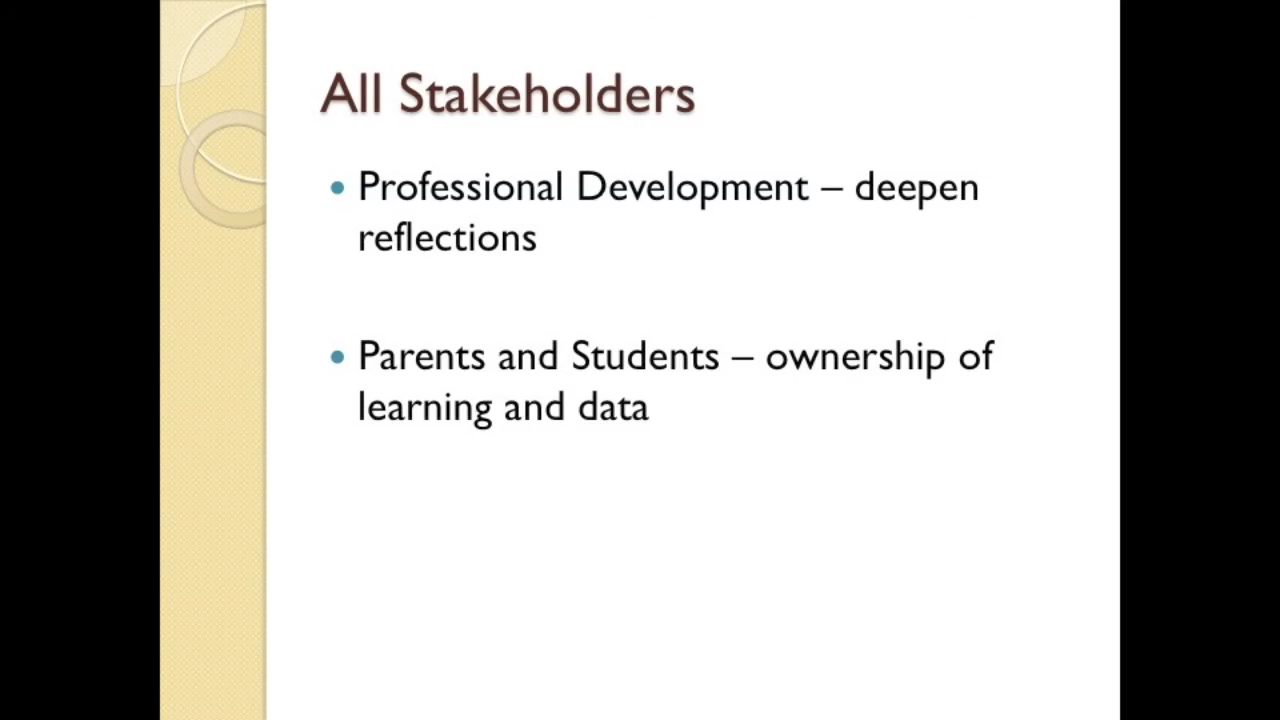 All Stakeholders
• Professional Development – deepen
reflections
• Parents and Students – ownership of
learning and data